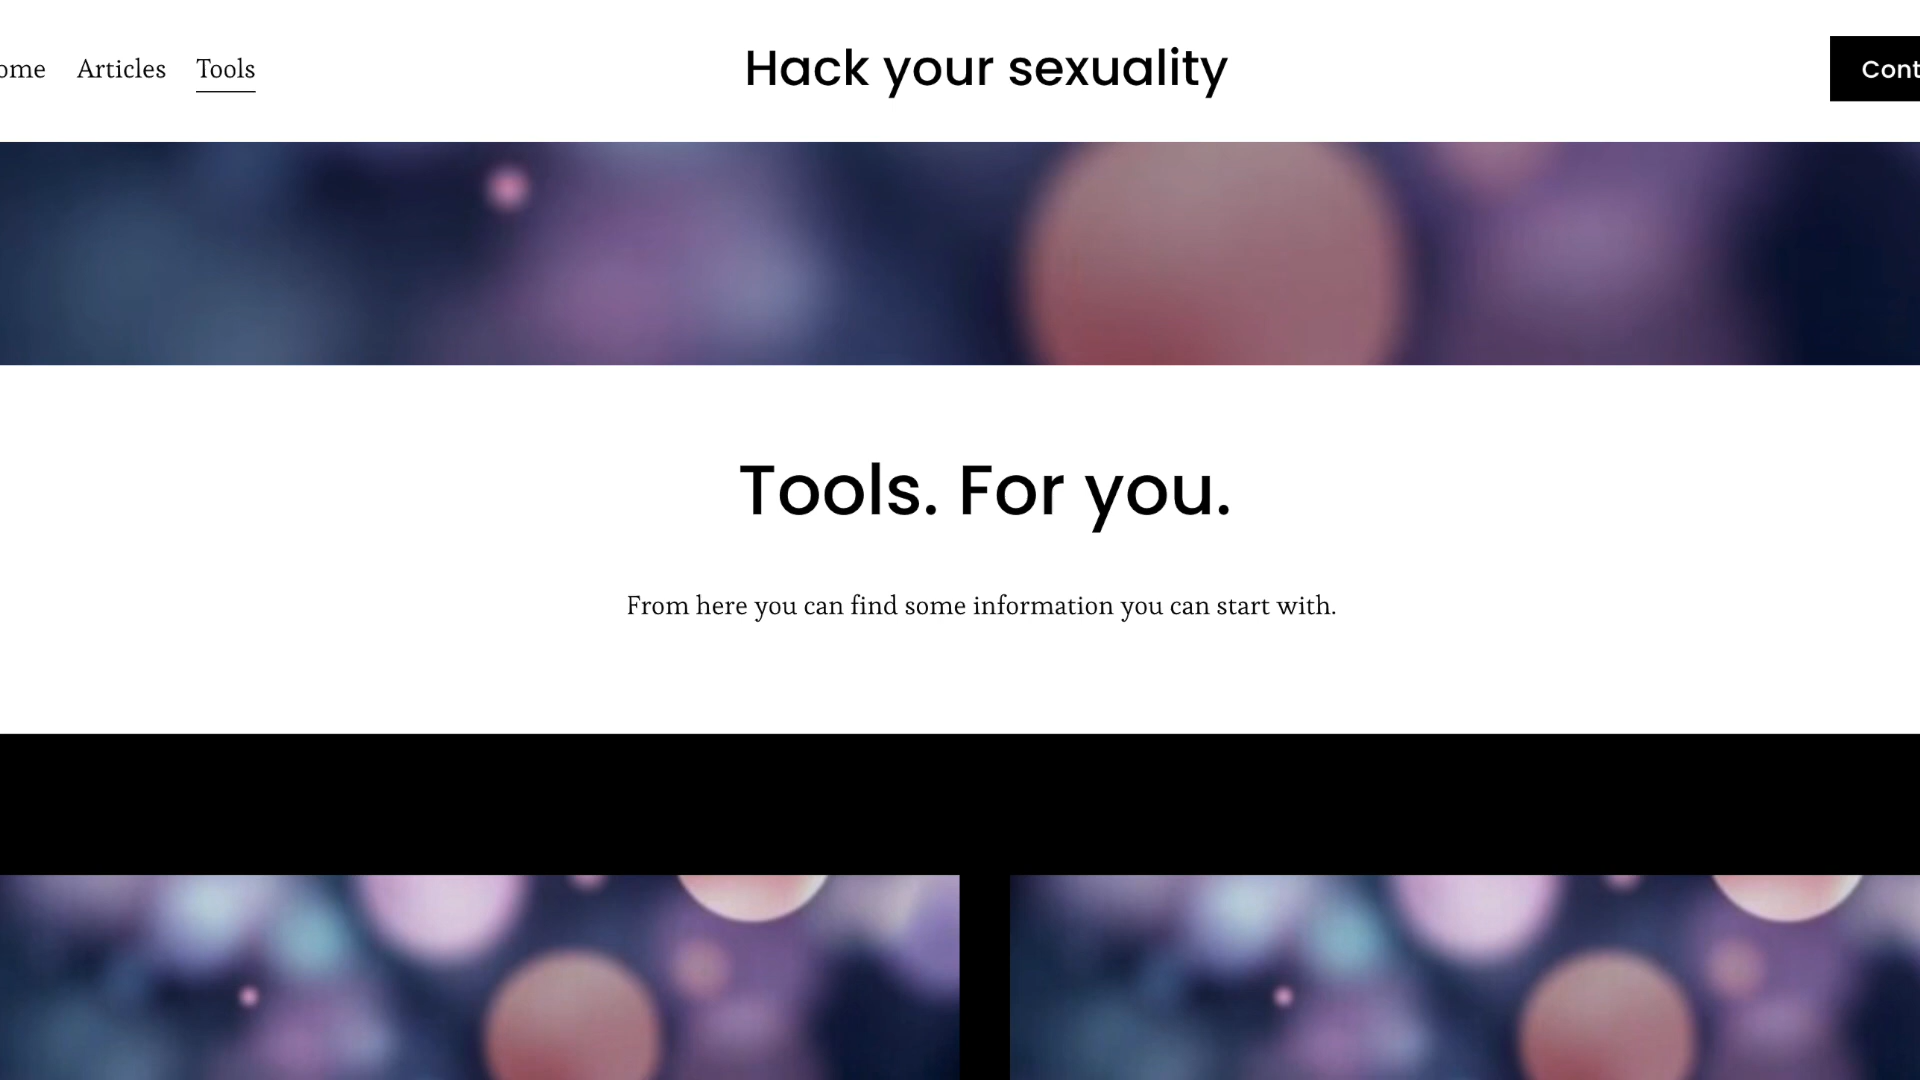 ome Articles Tools
Hack your sexuality
Cont
Tools. For you.
From here you can find some information you can start with.